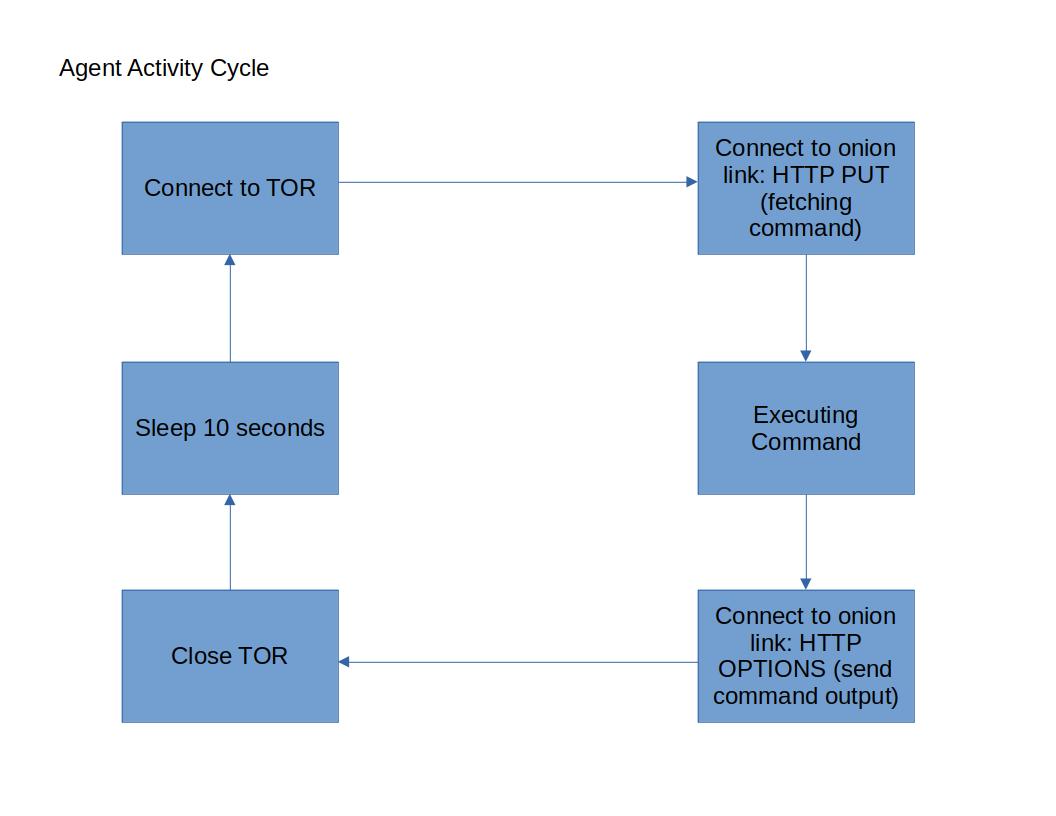 Agent Activity Cycle
Connect to TOR
Connect to onion
link: HTTP PUT
(fetching
command)
Sleep 10 seconds
Executing
Command
Close TOR
Connect to onion
link: HTTP
OPTIONS (send
command output)